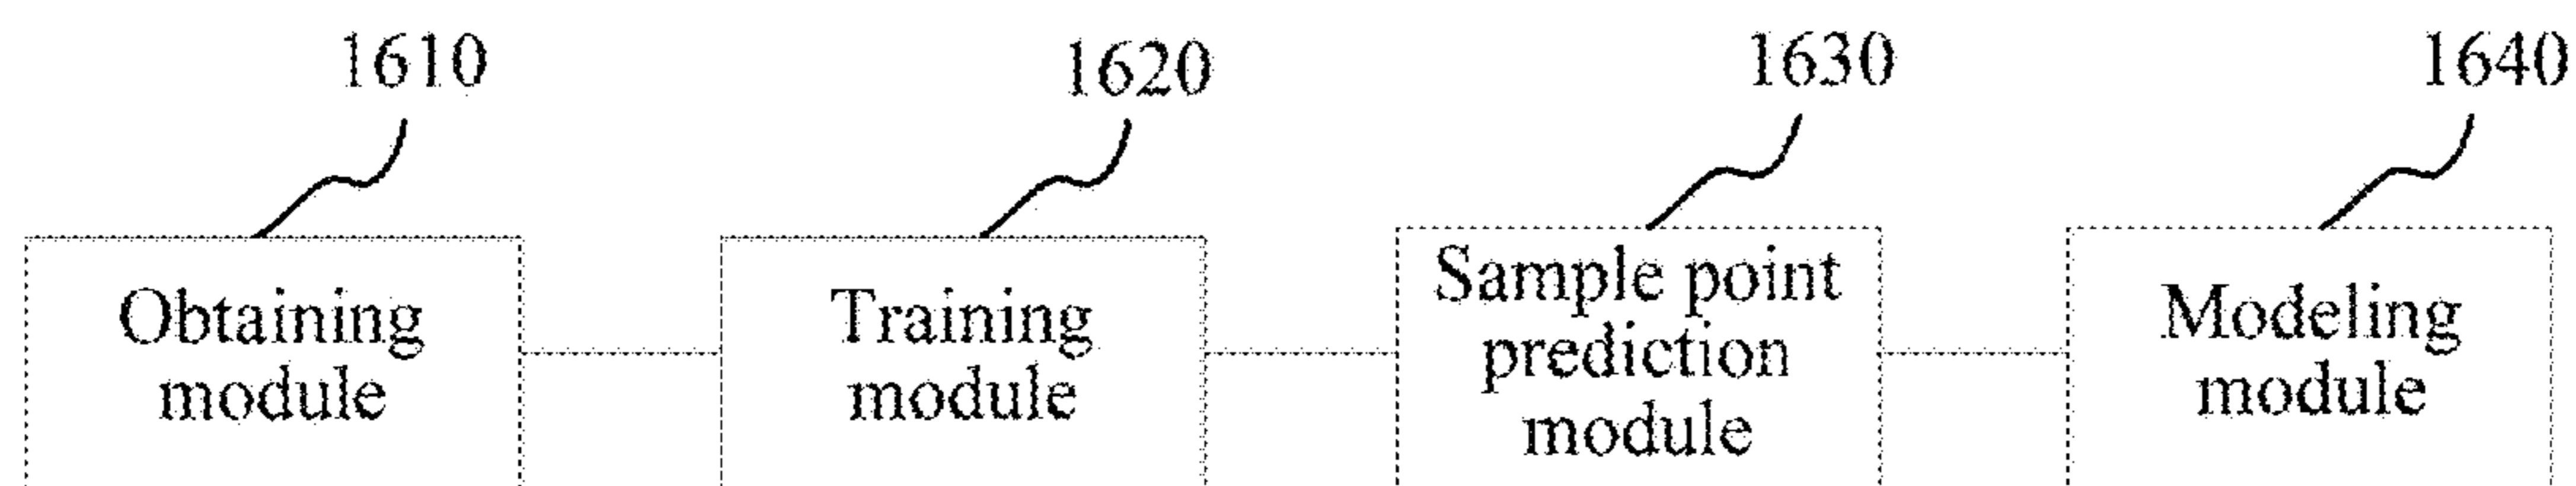 1610
1620
1630
1640
Obtaining
module
Training
module
Sample point
prediction
module
Modeling
module